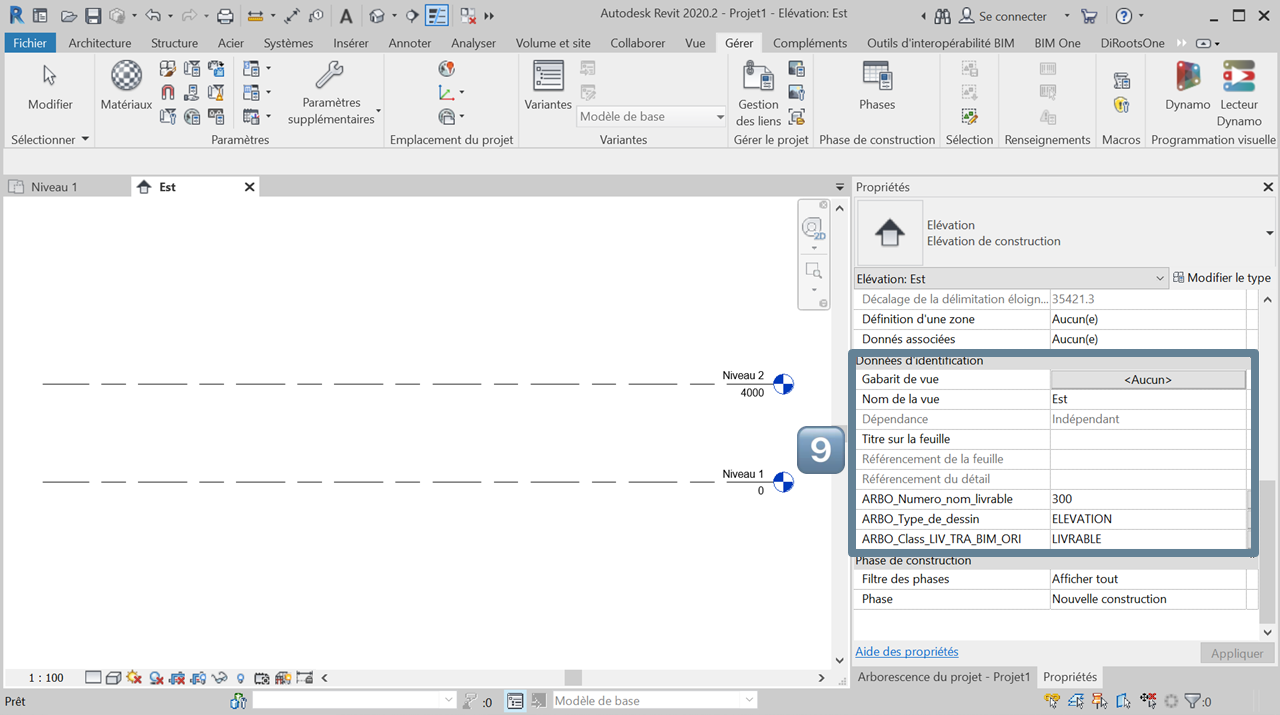 Autodesk Revit 2020.2 - Projet1 - Elévation: Est
Se connecter
Fichier Architecture Structure Acier Systèmes Insérer Annoter Analyser Volume et site Collaborer Vue Gérer Compléments Outils d'interopérabilité BIM BIM One DiRootsOne
Modifier
Matériaux
Paramètres
supplémentaires
Variantes
Modèle de base
Gestion
des liens
Phases
Dynamo
Lecteur
Dynamo
Sélectionner
Paramètres
Emplacement du projet
Variantes
Gérer le projet
Phase de construction
Sélection
Renseignements
Macros
Programmation visuelle
Niveau 1
Est
2D
Niveau 2
4000
Niveau 1
0
9
Propriétés
Elévation
Elévation de construction
Elévation: Est
Modifier le type
Décalage de la délimitation éloign... 35421.3
Définition d'une zone Aucun(e)
Donnés associées Aucun(e)
Données d'identification
Gabarit de vue <Aucun>
Nom de la vue Est
Dépendance Indépendant
Titre sur la feuille
Référencement de la feuille
Référencement du détail
ARBO_Numero_nom_livrable 300
ARBO_Type_de_dessin ELEVATION
ARBO_Class_LIV_TRA_BIM_ORI LIVRABLE
Phase de construction
Filtre des phases Afficher tout
Phase Nouvelle construction
Aide des propriétés
Appliquer
Arborescence du projet - Projet1 Propriétés
1 : 100
Prêt
:0
Modèle de base
:0